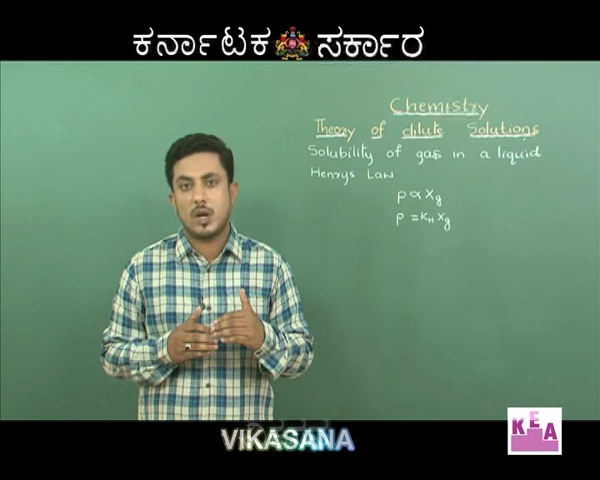 ಕರ್ನಾಟಕ ಸರ್ಕಾರ
Chemistry
Theory of dilute Solutions
Solubility of gas in a liquid
Henrys Law
p ∝ Xg
P = KH Xg
VIKASANA
KEA